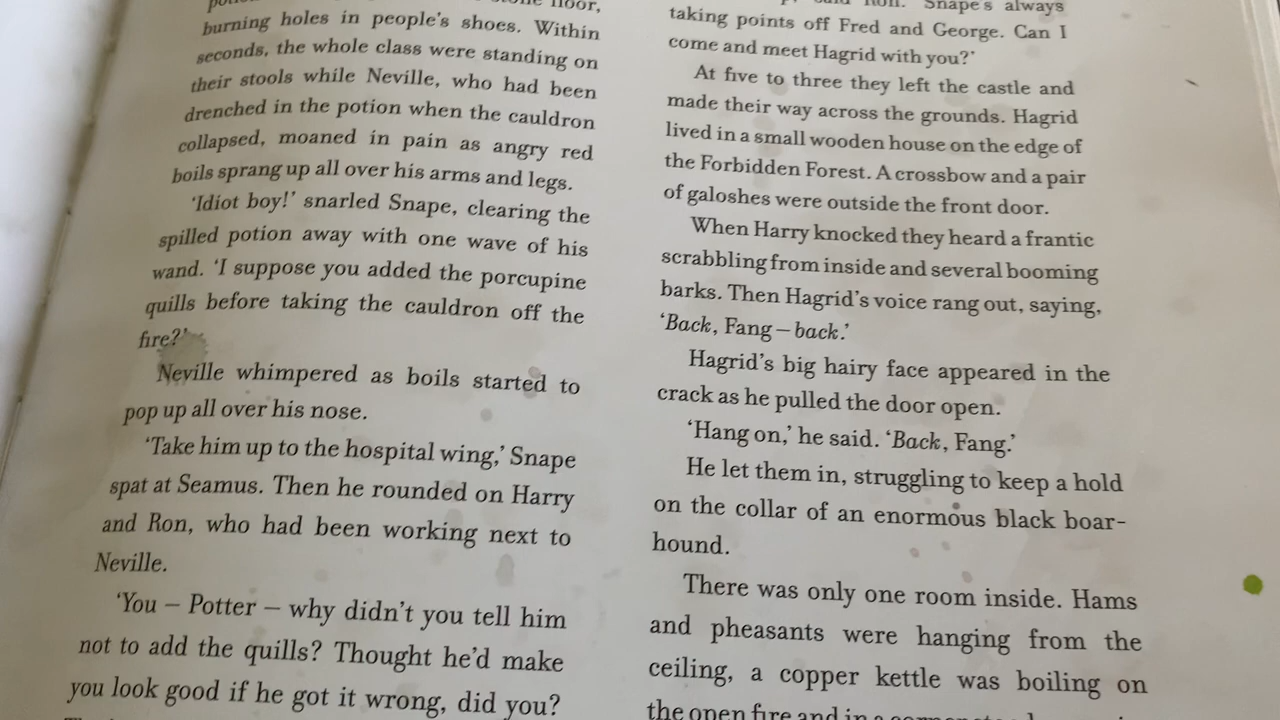 burning holes in people's shoes. Within
seconds, the whole class were standing on
their stools while Neville, who had been
drenched in the potion when the cauldron
collapsed, moaned in pain as angry red
boils sprang up all over his arms and legs.
'Idiot boy!' snarled Snape, clearing the
spilled potion away with one wave of his
wand. 'I suppose you added the porcupine
quills before taking the cauldron off the
fire?'
Neville whimpered as boils started to
pop up all over his nose.
'Take him up to the hospital wing,' Snape
spat at Seamus. Then he rounded on Harry
and Ron, who had been working next to
Neville.
'You – Potter – why didn't you tell him
not to add the quills? Thought he'd make
you look good if he got it wrong, did you?
said Ron. 'Snape's always
taking points off Fred and George. Can I
come and meet Hagrid with you?'
At five to three they left the castle and
made their way across the grounds. Hagrid
lived in a small wooden house on the edge of
the Forbidden Forest. A crossbow and a pair
of galoshes were outside the front door.
When Harry knocked they heard a frantic
scrabbling from inside and several booming
barks. Then Hagrid's voice rang out, saying,
'Back, Fang – back.'
Hagrid's big hairy face appeared in the
crack as he pulled the door open.
'Hang on,' he said. 'Back, Fang.'
He let them in, struggling to keep a hold
on the collar of an enormous black boar-
hound.
There was only one room inside. Hams
and pheasants were hanging from the
ceiling, a copper kettle was boiling on
the open fire and in a corner